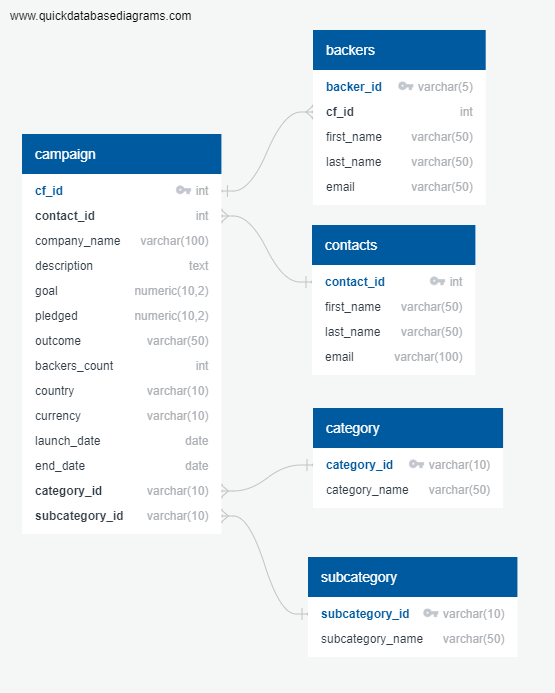 www.quickdatabasediagrams.com
campaign
cf_id int
contact_id int
company_name varchar(100)
description text
goal numeric(10,2)
pledged numeric(10,2)
outcome varchar(50)
backers_count int
country varchar(10)
currency varchar(10)
launch_date date
end_date date
category_id varchar(10)
subcategory_id varchar(10)
backers
backer_id varchar(5)
cf_id int
first_name varchar(50)
last_name varchar(50)
email varchar(50)
contacts
contact_id int
first_name varchar(50)
last_name varchar(50)
email varchar(100)
category
category_id varchar(10)
category_name varchar(50)
subcategory
subcategory_id varchar(10)
subcategory_name varchar(50)